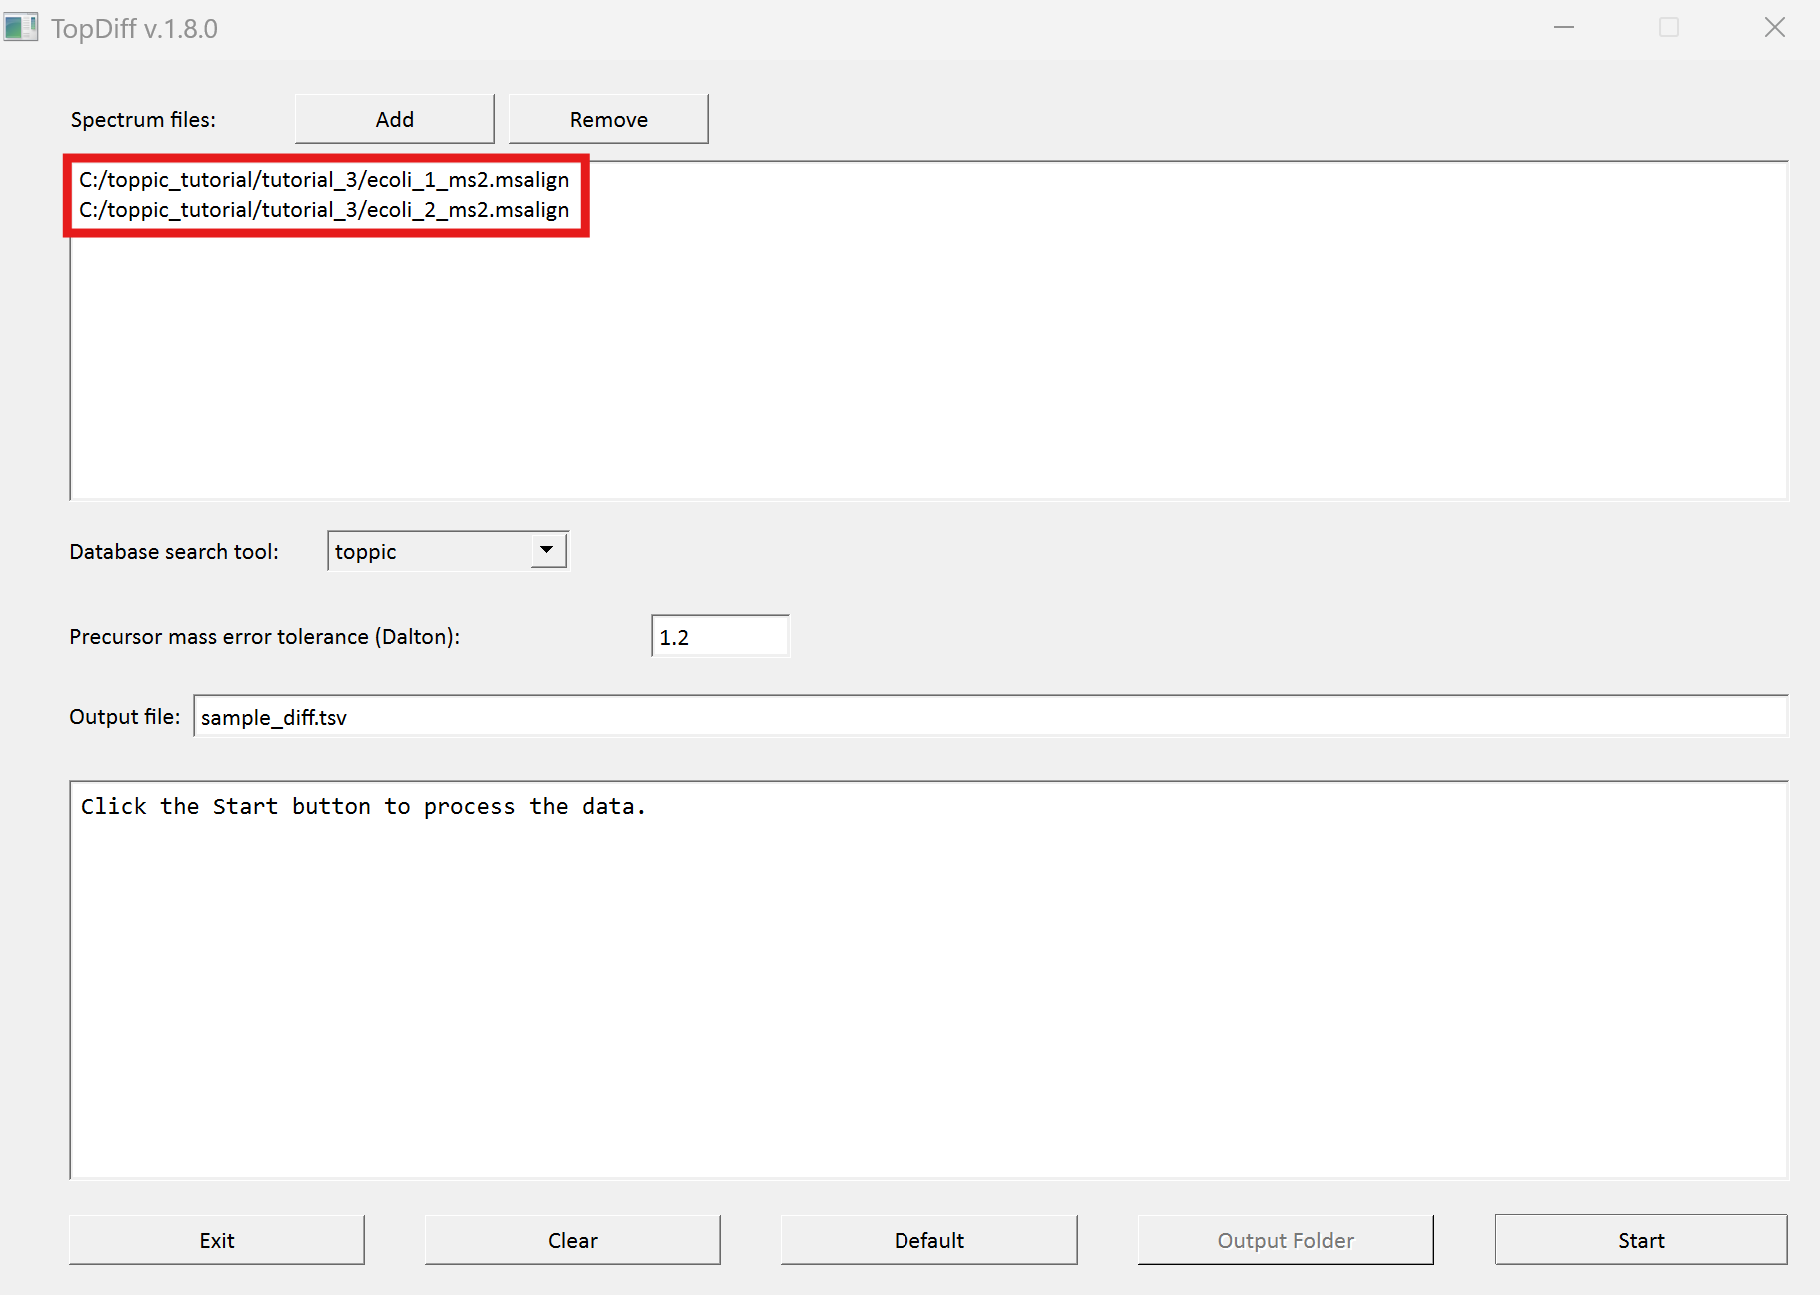 TopDiff v.1.8.0
Spectrum files: Add Remove
C:/toppic_tutorial/tutorial_3/ecoli_1_ms2.msalign
C:/toppic_tutorial/tutorial_3/ecoli_2_ms2.msalign
Database search tool: toppic
Precursor mass error tolerance (Dalton): 1.2
Output file: sample_diff.tsv
Click the Start button to process the data.
Exit Clear Default Output Folder Start